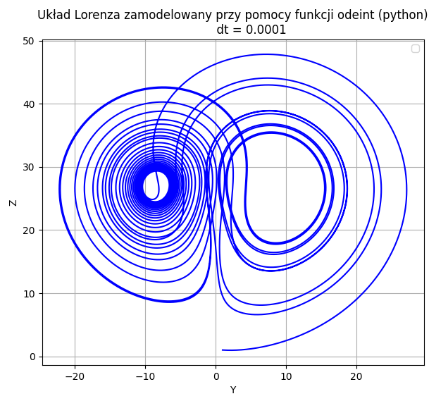 Układ Lorenza zamodelowany przy pomocy funkcji odeint (python)
dt = 0.0001
50
40
30
20
10
0
Z
−20
−10
0
10
20
Y